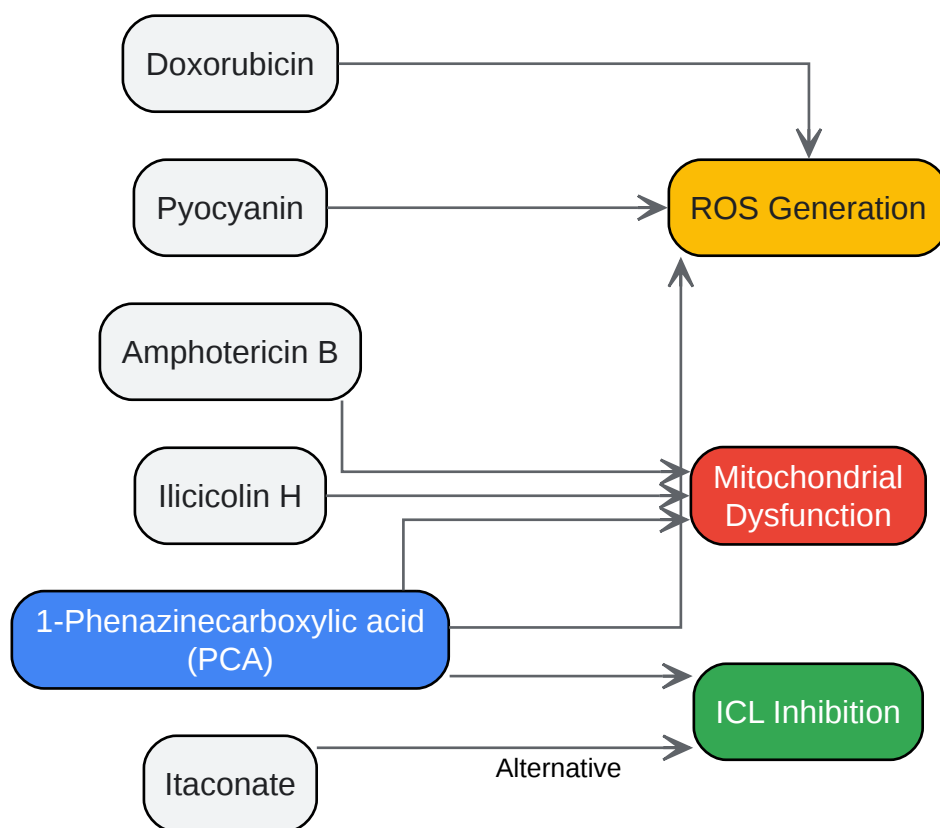 Doxorubicin
Pyocyanin
ROS Generation
Amphotericin B
Ilicicolin H
Mitochondrial
Dysfunction
1-Phenazinecarboxylic acid
(PCA)
ICL Inhibition
Itaconate
Alternative